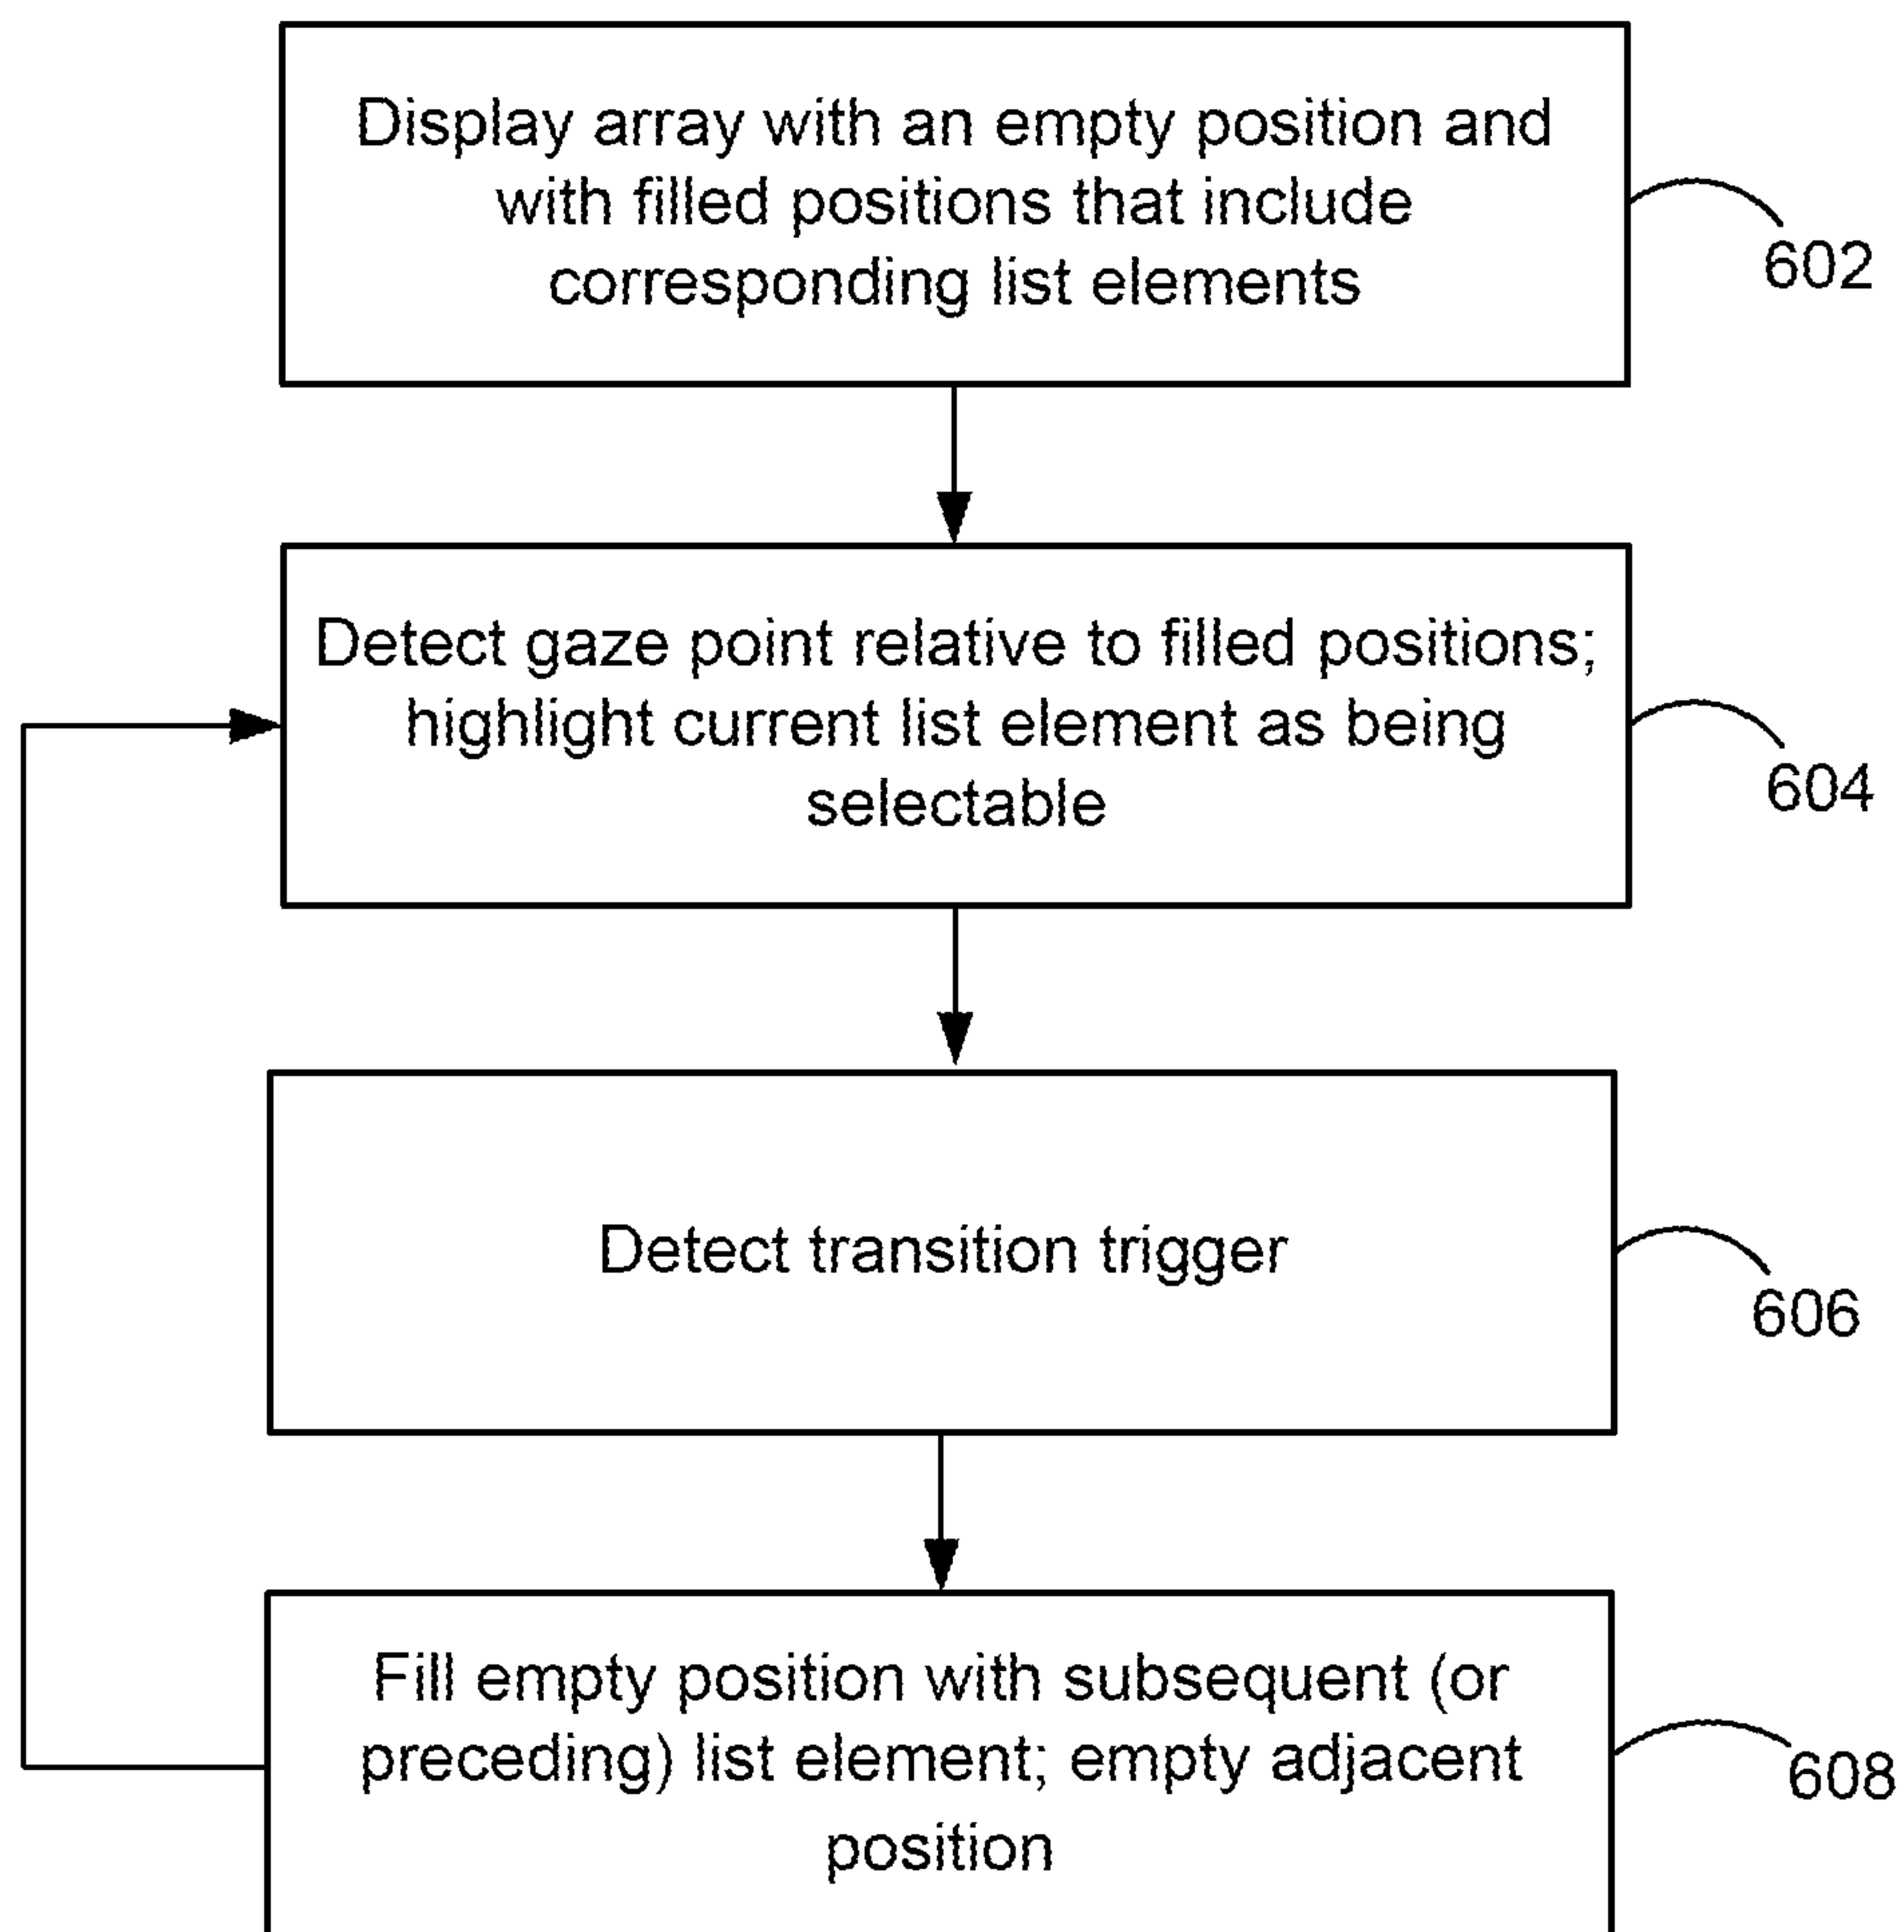 Display array with an empty position and
with filled positions that include
corresponding list elements
602
Detect gaze point relative to filled positions;
highlight current list element as being
selectable
604
Detect transition trigger
606
Fill empty position with subsequent (or
preceding) list element; empty adjacent
position
608